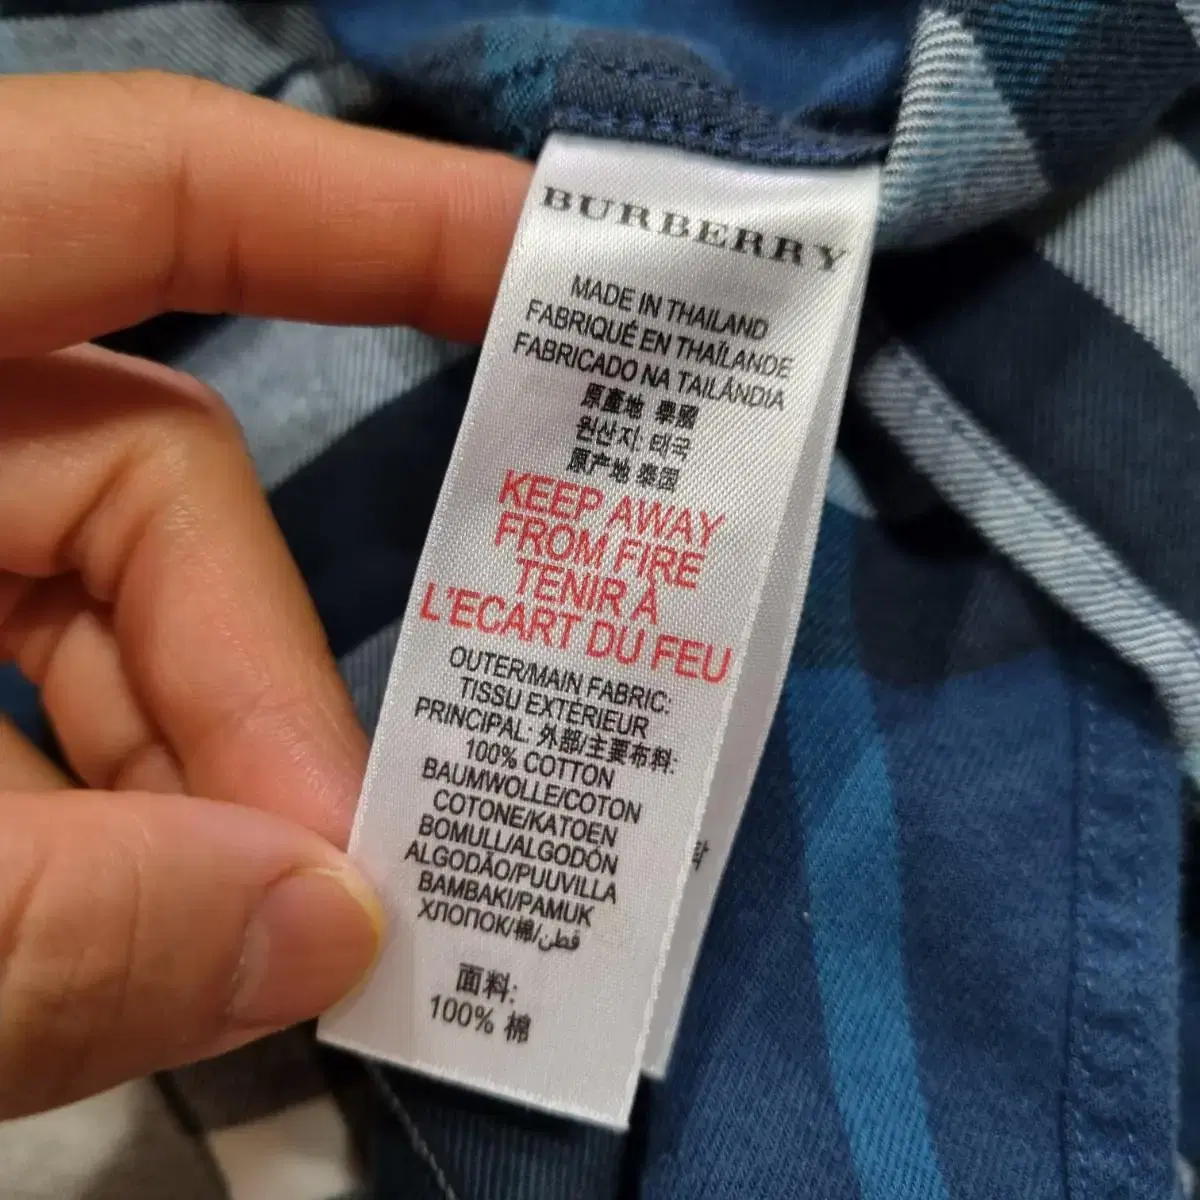 BURBERRY
MADE IN THAILAND
FABRIQUÉ EN THAÏLANDE
FABRICADO NA TAILÂNDIA
原產地 泰國
원산지: 태국
原产地 泰国
KEEP AWAY
FROM FIRE
TENIR À
L'ECART DU FEU
OUTER/MAIN FABRIC:
TISSU EXTÉRIEUR
PRINCIPAL: 外部/主要布料:
100% COTTON
BAUMWOLLE/COTON
COTONE/KATOEN
BOMULL/ALGODÓN
ALGODÃO/PUUVILLA
BAMBAKI/PAMUK
ХЛОПОК/棉/قطن
面料:
100% 棉